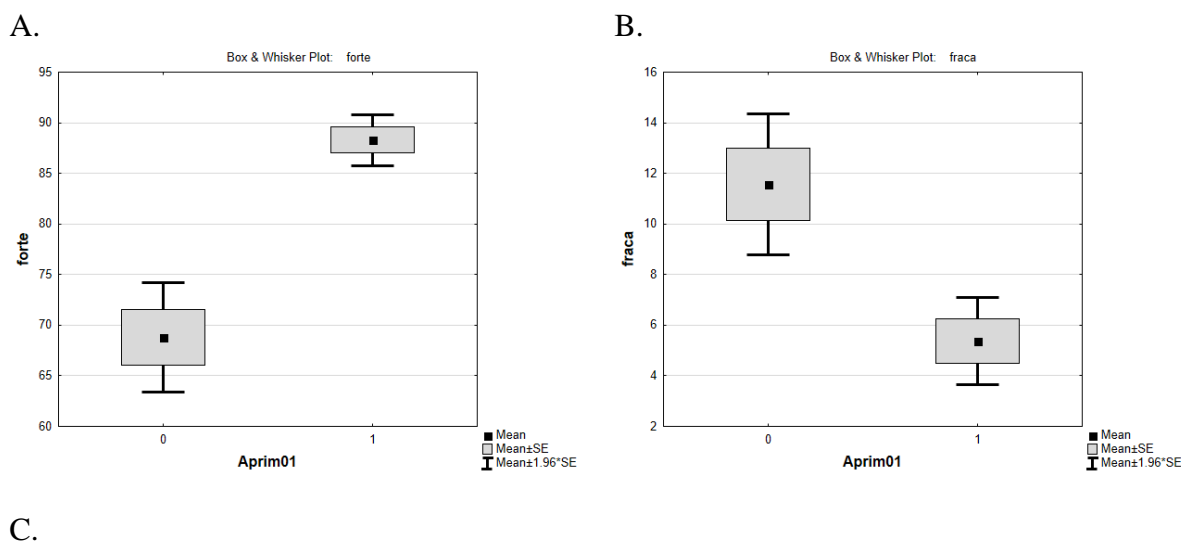 A.
Box & Whisker Plot: forte
95
90
85
80
75
70
65
60
forte
0 1
Aprim01
Mean
Mean±SE
Mean±1.96*SE
B.
Box & Whisker Plot: fraca
16
14
12
10
8
6
4
2
fraca
0 1
Aprim01
Mean
Mean±SE
Mean±1.96*SE
C.